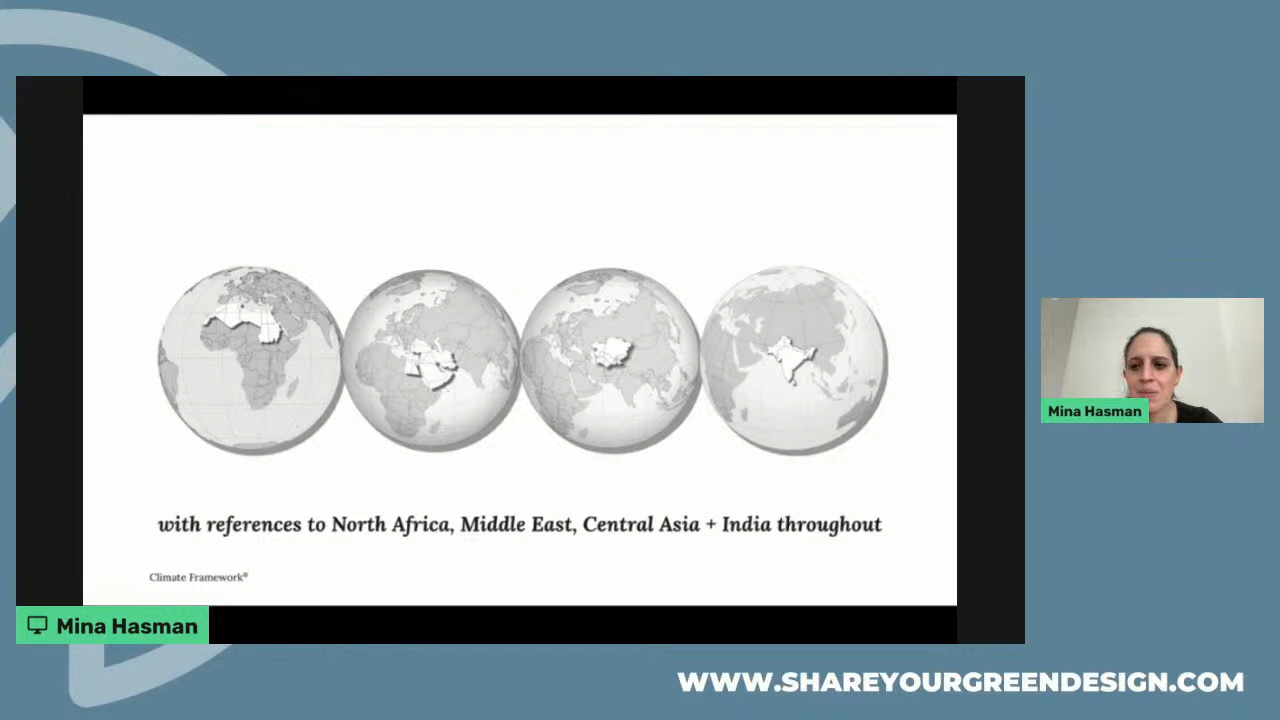 with references to North Africa, Middle East, Central Asia + India throughout
Climate Framework®
Mina Hasman
Mina Hasman
WWW.SHAREYOURGREENDESIGN.COM